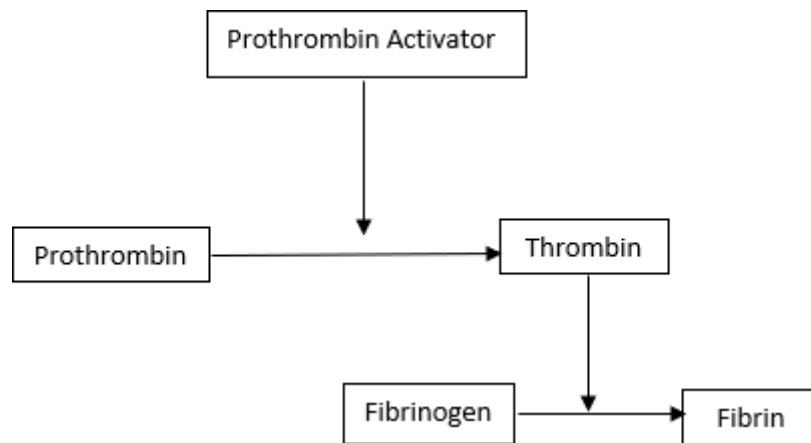 Prothrombin Activator
Prothrombin
Thrombin
Fibrinogen
Fibrin